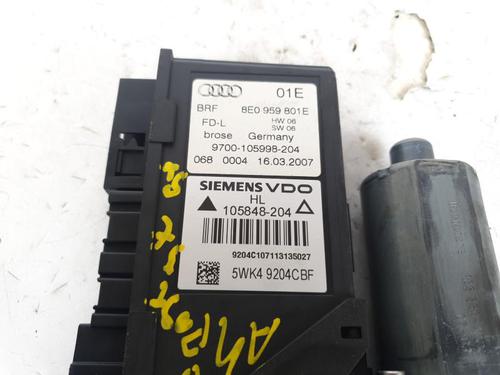 01E
BRF 8E0 959 801E
FD-L HW 06
SW 06
brose Germany
9700-105998-204
068 0004 16.03.2007
SIEMENS VDO
HL
105848-204
9204C107113135027
5WK4 9204CBF